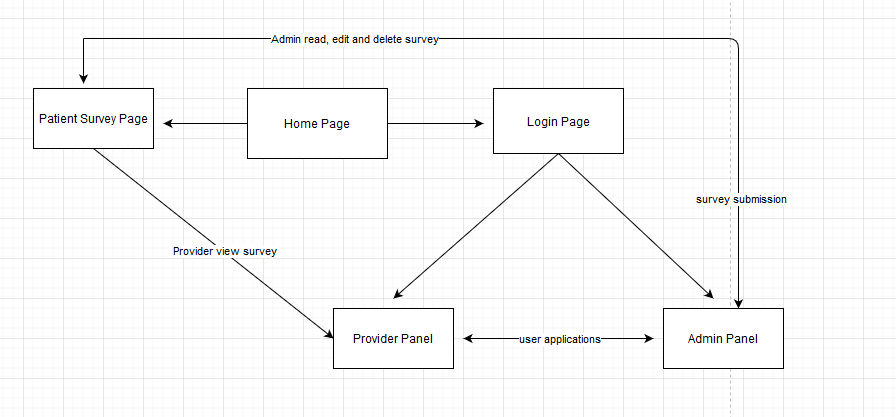 Admin read, edit and delete survey
Patient Survey Page
Home Page
Login Page
survey submission
Provider view survey
Provider Panel
user applications
Admin Panel